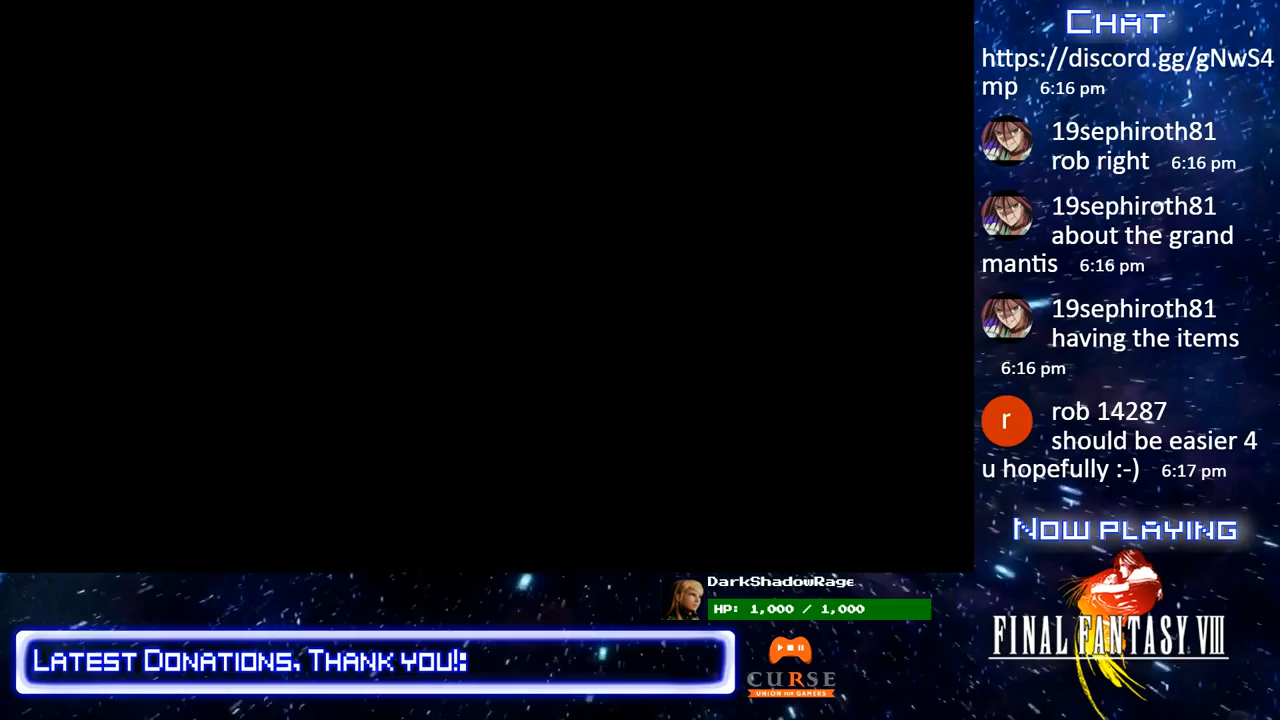 CHAT
https://discord.gg/gNwS4
mp 6:16 pm
19sephiroth81
rob right 6:16 pm
19sephiroth81
about the grand
mantis 6:16 pm
19sephiroth81
having the items
6:16 pm
r
rob 14287
should be easier 4
u hopefully :-) 6:17 pm
NOW PLAYING
FINAL FANTASY VIII
DarkShadowRage
HP: 1,000 / 1,000
LATEST DONATIONS, THANK YOU!:
CURSE
UNION FOR GAMERS